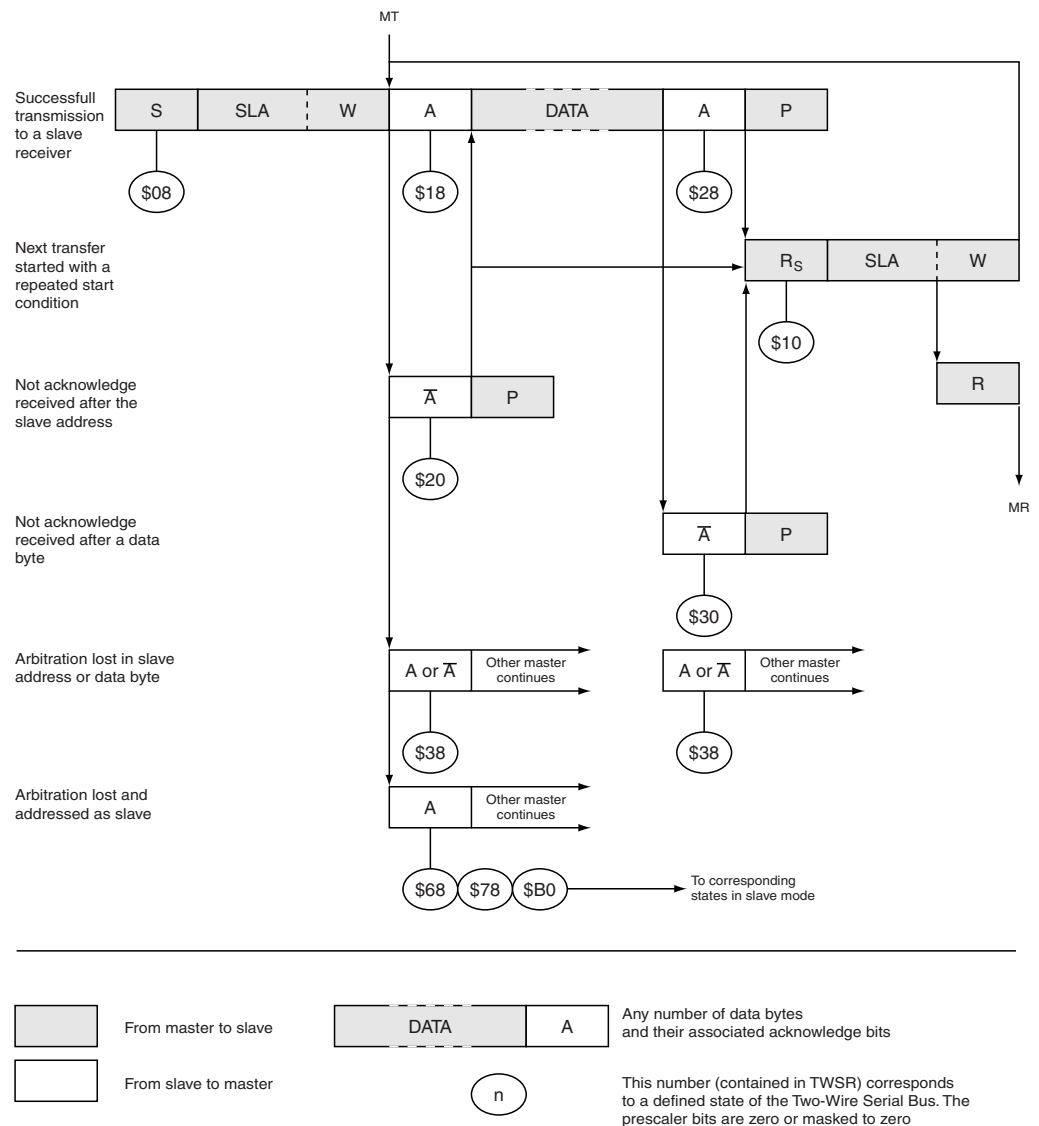 MT
Successfull
transmission
to a slave
receiver
S SLA W A DATA A P
$08 $18 $28
Next transfer
started with a
repeated start
condition
RS SLA W
$10
Not acknowledge
received after the
slave address
A̅ P
R
$20
MR
Not acknowledge
received after a data
byte
A̅ P
$30
Arbitration lost in slave
address or data byte
A or A̅
Other master
continues
A or A̅
Other master
continues
$38 $38
Arbitration lost and
addressed as slave
A
Other master
continues
$68 $78 $B0
To corresponding
states in slave mode
From master to slave
DATA A
Any number of data bytes
and their associated acknowledge bits
From slave to master
n
This number (contained in TWSR) corresponds
to a defined state of the Two-Wire Serial Bus. The
prescaler bits are zero or masked to zero